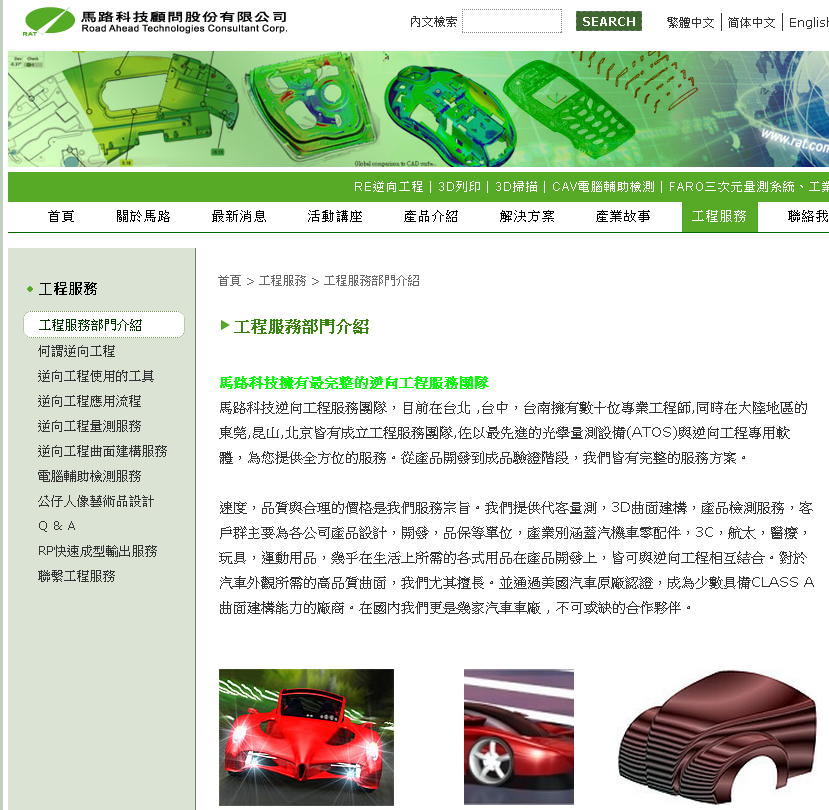 馬路科技顧問股份有限公司
RAT
Road Ahead Technologies Consultant Corp.
內文檢索 SEARCH 繁體中文 | 简体中文 | English
Global comparison to CAD surfa...
www.rat.com
RE逆向工程 | 3D列印 | 3D掃描 | CAV電腦輔助檢測 | FARO三次元量測系統、工業
首頁 關於馬路 最新消息 活動講座 產品介紹 解決方案 產業故事 工程服務 聯絡我
工程服務
工程服務部門介紹
何謂逆向工程
逆向工程使用的工具
逆向工程應用流程
逆向工程量測服務
逆向工程曲面建構服務
電腦輔助檢測服務
公仔人像藝術品設計
Q & A
RP快速成型輸出服務
聯繫工程服務
首頁 > 工程服務 > 工程服務部門介紹
工程服務部門介紹
馬路科技擁有最完整的逆向工程服務團隊
馬路科技逆向工程服務團隊，目前在台北 ,台中，台南擁有數十位專業工程師,同時在大陸地區的
東莞,昆山,北京皆有成立工程服務團隊,佐以最先進的光學量測設備(ATOS)與逆向工程專用軟
體，為您提供全方位的服務。從產品開發到成品驗證階段，我們皆有完整的服務方案。
速度，品質與合理的價格是我們服務宗旨。我們提供代客量測，3D曲面建構，產品檢測服務，客
戶群主要為各公司產品設計，開發，品保等單位，產業別涵蓋汽機車零配件，3C，航太，醫療，
玩具，運動用品，幾乎在生活上所需的各式用品在產品開發上，皆可與逆向工程相互結合。對於
汽車外觀所需的高品質曲面，我們尤其擅長。並通過美國汽車原廠認證，成為少數具備CLASS A
曲面建構能力的廠商。在國內我們更是幾家汽車車廠，不可或缺的合作夥伴。